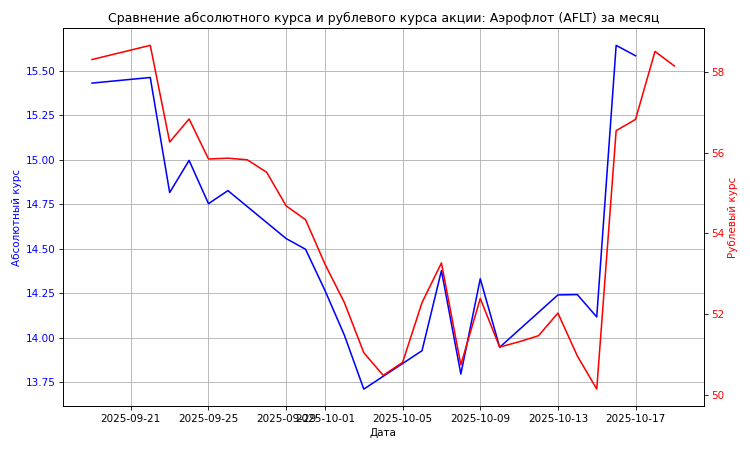 Сравнение абсолютного курса и рублевого курса акции: Аэрофлот (AFLT) за месяц
Абсолютный курс
15.50
15.25
15.00
14.75
14.50
14.25
14.00
13.75
58
56
54
52
50
Рублевый курс
2025-09-21 2025-09-25 2025-09-29 2025-10-01 2025-10-05 2025-10-09 2025-10-13 2025-10-17
Дата